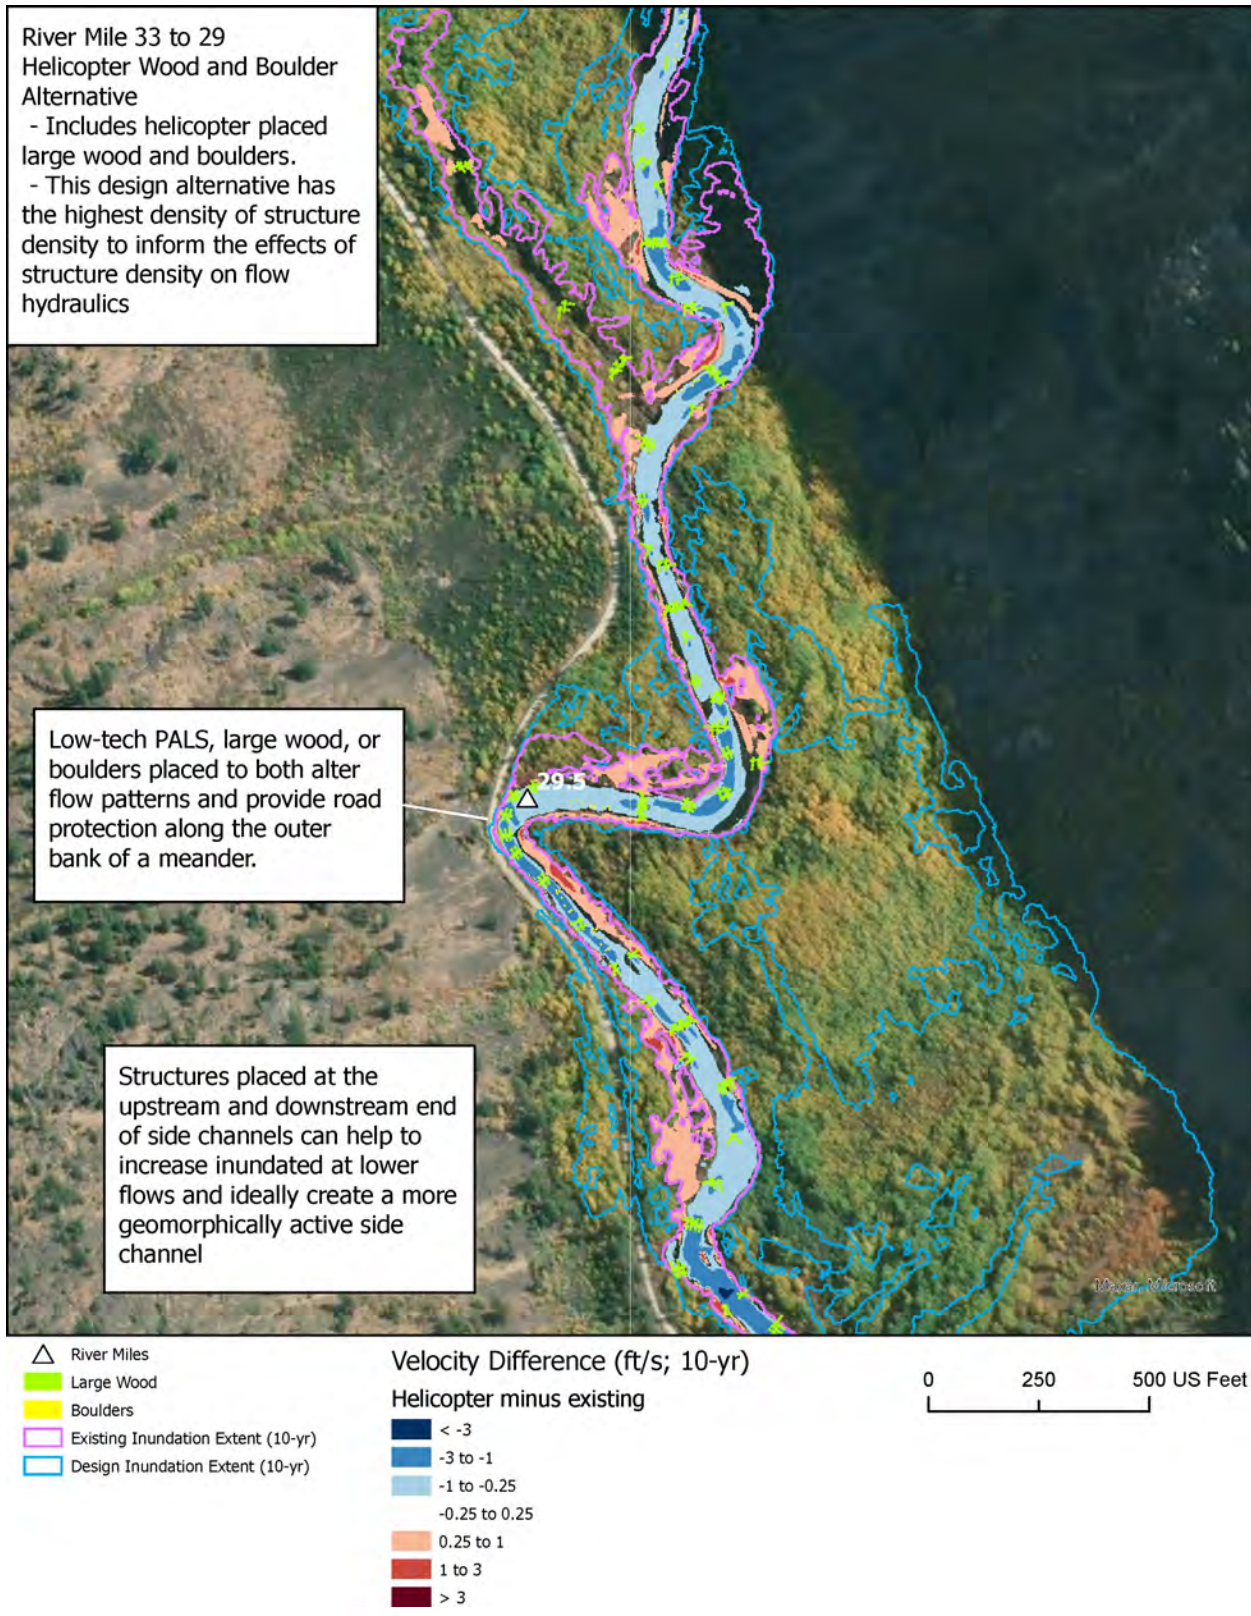 River Mile 33 to 29
Helicopter Wood and Boulder
Alternative
- Includes helicopter placed
large wood and boulders.
- This design alternative has
the highest density of structure
density to inform the effects of
structure density on flow
hydraulics
29.5
Low-tech PALS, large wood, or
boulders placed to both alter
flow patterns and provide road
protection along the outer
bank of a meander.
Structures placed at the
upstream and downstream end
of side channels can help to
increase inundated at lower
flows and ideally create a more
geomorphically active side
channel
Maxar, Microsoft
River Miles
Large Wood
Boulders
Existing Inundation Extent (10-yr)
Design Inundation Extent (10-yr)
Velocity Difference (ft/s; 10-yr)
Helicopter minus existing
< -3
-3 to -1
-1 to -0.25
-0.25 to 0.25
0.25 to 1
1 to 3
> 3
0 250 500 US Feet